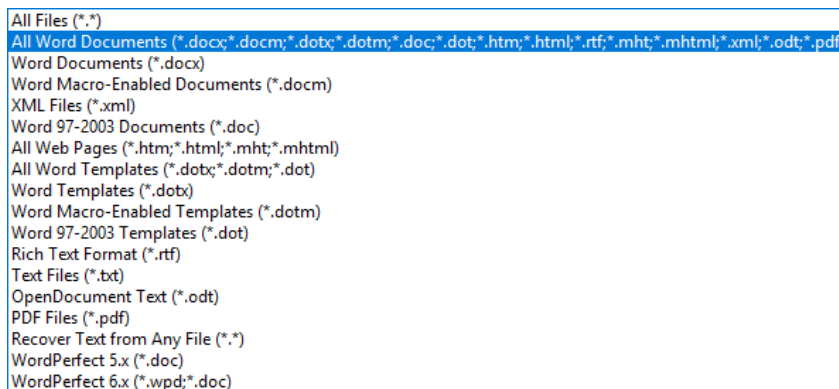 All Files (*.*)
All Word Documents (*.docx;*.docm;*.dotx;*.dotm;*.doc;*.dot;*.htm;*.html;*.rtf;*.mht;*.mhtml;*.xml;*.odt;*.pdf
Word Documents (*.docx)
Word Macro-Enabled Documents (*.docm)
XML Files (*.xml)
Word 97-2003 Documents (*.doc)
All Web Pages (*.htm;*.html;*.mht;*.mhtml)
All Word Templates (*.dotx;*.dotm;*.dot)
Word Templates (*.dotx)
Word Macro-Enabled Templates (*.dotm)
Word 97-2003 Templates (*.dot)
Rich Text Format (*.rtf)
Text Files (*.txt)
OpenDocument Text (*.odt)
PDF Files (*.pdf)
Recover Text from Any File (*.*)
WordPerfect 5.x (*.doc)
WordPerfect 6.x (*.wpd;*.doc)